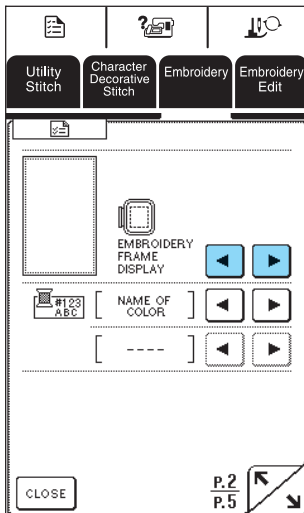 ?
Utility
Stitch
Character
Decorative
Stitch
Embroidery
Embroidery
Edit
EMBROIDERY
FRAME
DISPLAY
#123
ABC
[ NAME OF
COLOR ]
[ ---- ]
CLOSE
P.2
P.5